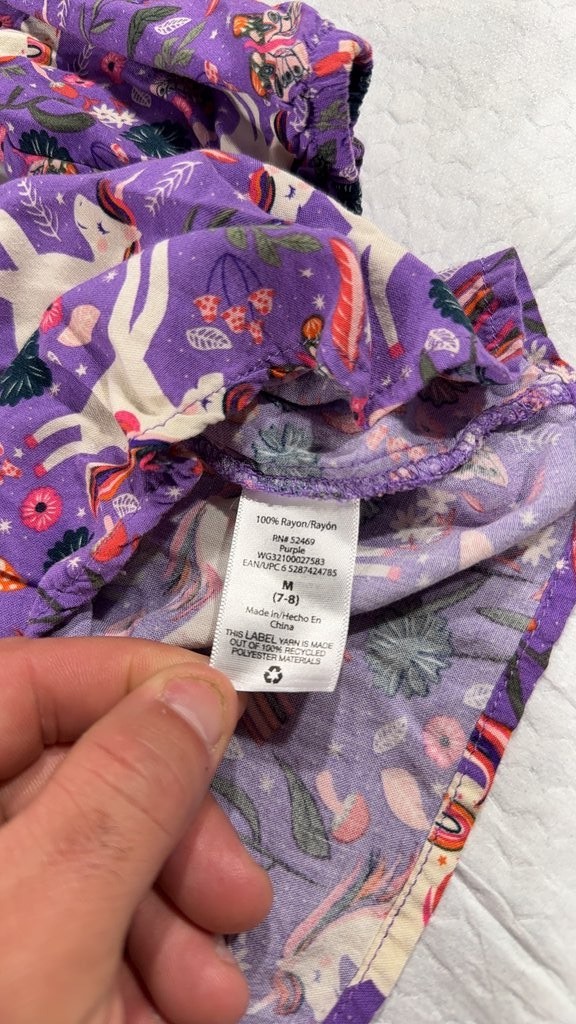 100% Rayon/Rayón
RN# 52469
Purple
WG32100027583
EAN/UPC 6 5287424785
M
(7-8)
Made in/Hecho En
China
THIS LABEL YARN IS MADE
OUT OF 100% RECYCLED
POLYESTER MATERIALS